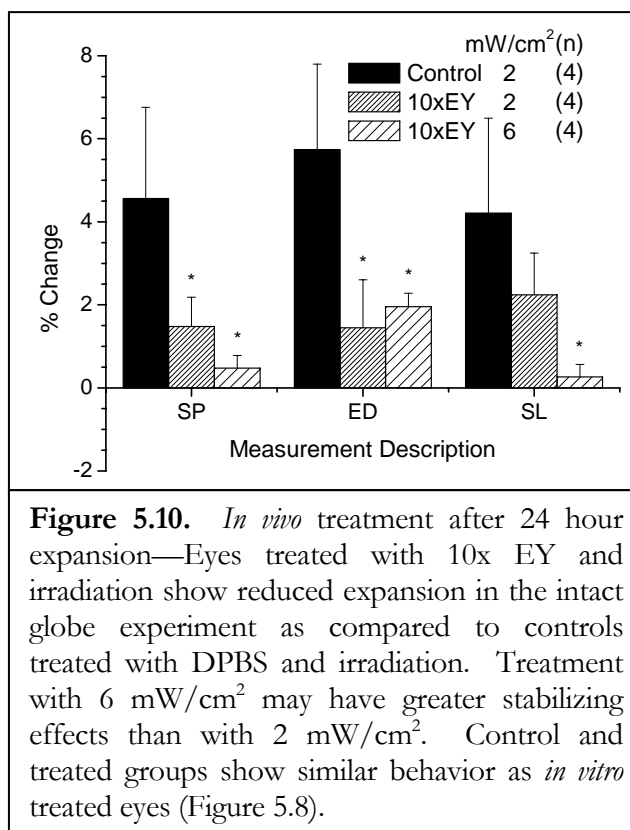 mW/cm²(n)
Control 2 (4)
10xEY 2 (4)
10xEY 6 (4)
8
6
4
2
0
-2
% Change
* * * * *
SP ED SL
Measurement Description
Figure 5.10. In vivo treatment after 24 hour
expansion—Eyes treated with 10x EY and
irradiation show reduced expansion in the intact
globe experiment as compared to controls
treated with DPBS and irradiation. Treatment
with 6 mW/cm² may have greater stabilizing
effects than with 2 mW/cm². Control and
treated groups show similar behavior as in vitro
treated eyes (Figure 5.8).